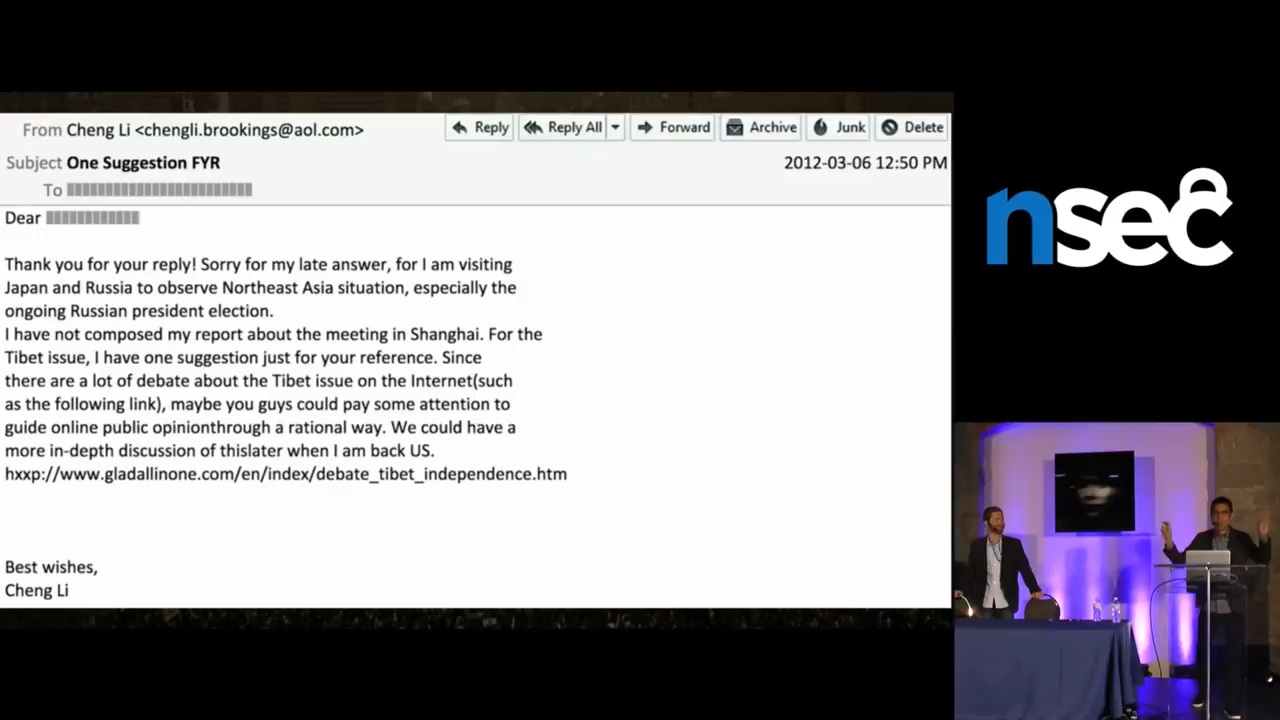 From Cheng Li <chengli.brookings@aol.com>
Reply
Reply All
Forward
Archive
Junk
Delete
Subject One Suggestion FYR
2012-03-06 12:50 PM
To
Dear
Thank you for your reply! Sorry for my late answer, for I am visiting
Japan and Russia to observe Northeast Asia situation, especially the
ongoing Russian president election.
I have not composed my report about the meeting in Shanghai. For the
Tibet issue, I have one suggestion just for your reference. Since
there are a lot of debate about the Tibet issue on the Internet(such
as the following link), maybe you guys could pay some attention to
guide online public opinionthrough a rational way. We could have a
more in-depth discussion of thislater when I am back US.
hxxp://www.gladallinone.com/en/index/debate_tibet_independence.htm
Best wishes,
Cheng Li
nsec